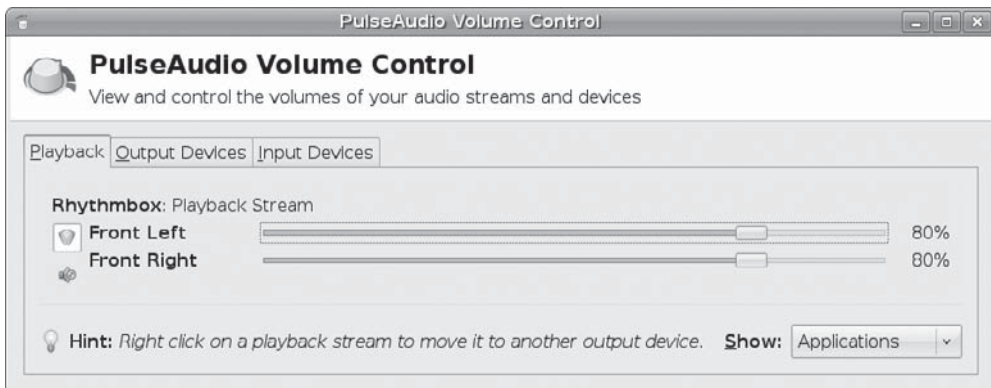 PulseAudio Volume Control
PulseAudio Volume Control
View and control the volumes of your audio streams and devices
Playback Output Devices Input Devices
Rhythmbox: Playback Stream
Front Left 80%
Front Right 80%
Hint: Right click on a playback stream to move it to another output device. Show: Applications